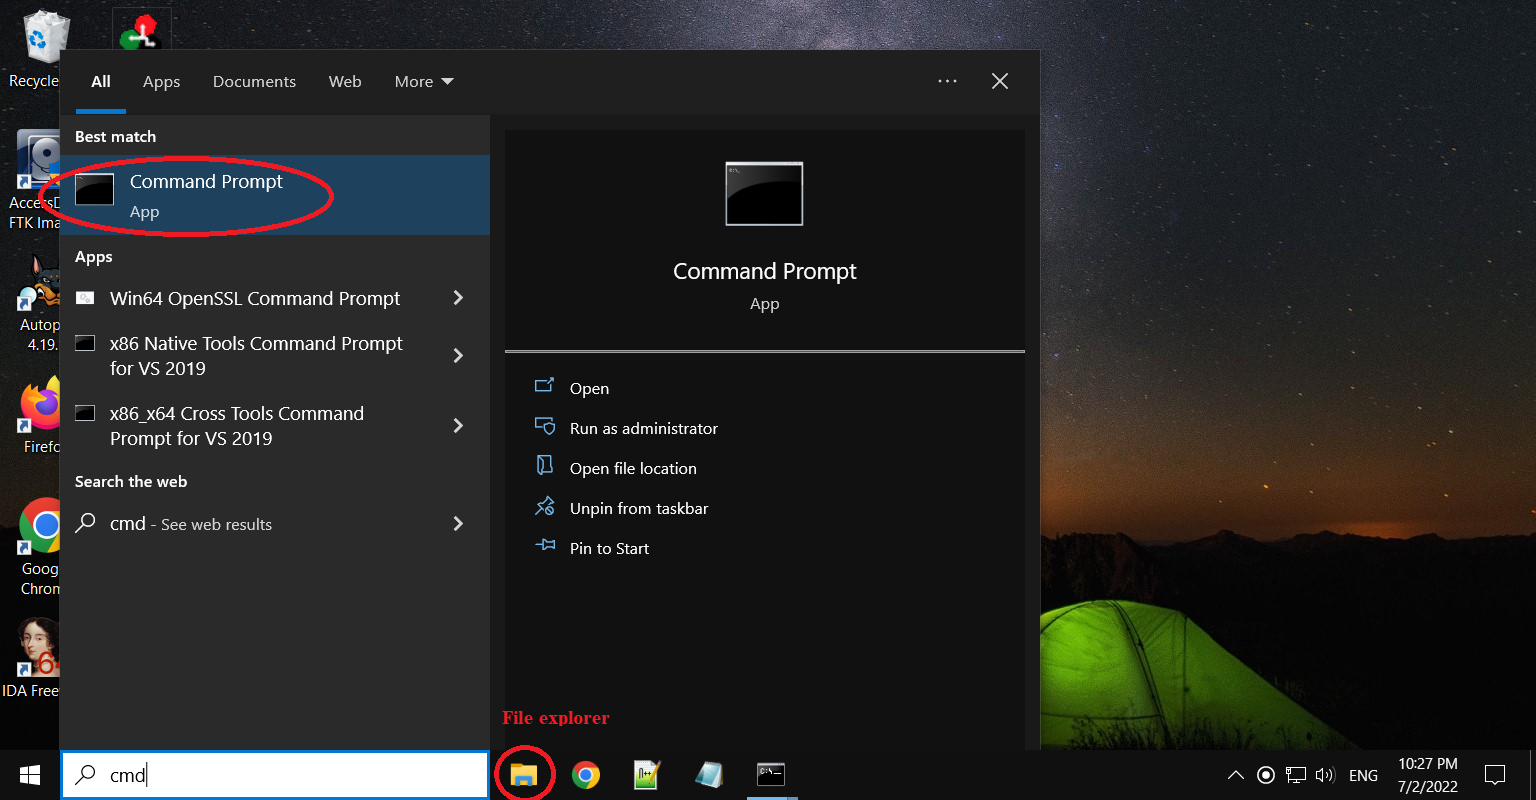 Recycle
AccessD
FTK Ima
Autop
4.19.
Firefo
Goog
Chrom
IDA Free
All
Apps
Documents
Web
More
Best match
Command Prompt
App
Apps
Win64 OpenSSL Command Prompt
x86 Native Tools Command Prompt
for VS 2019
x86_x64 Cross Tools Command
Prompt for VS 2019
Search the web
cmd - See web results
Command Prompt
App
Open
Run as administrator
Open file location
Unpin from taskbar
Pin to Start
File explorer
cmd
ENG
10:27 PM
7/2/2022